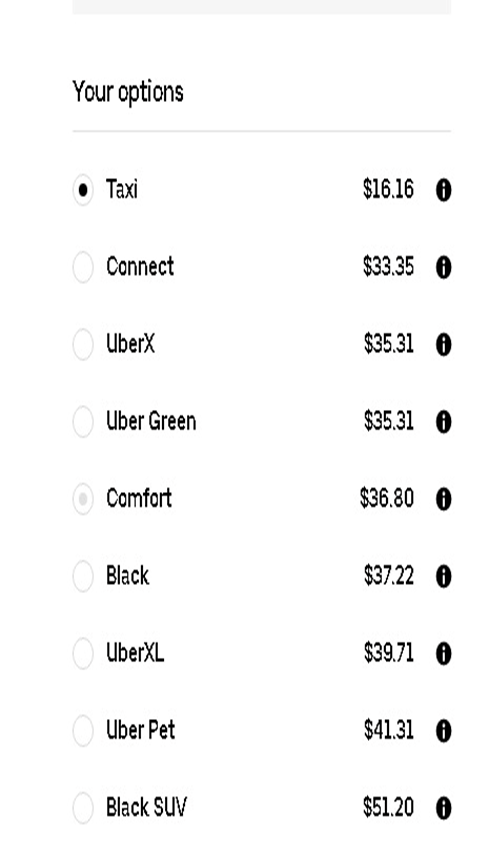 Your options
Taxi $16.16
Connect $33.35
UberX $35.31
Uber Green $35.31
Comfort $36.80
Black $37.22
UberXL $39.71
Uber Pet $41.31
Black SUV $51.20